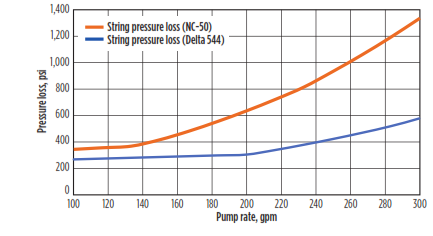 1,400
1,200
1,000
800
600
400
200
0
Pressure loss, psi
String pressure loss (NC-50)
String pressure loss (Delta 544)
100 120 140 160 180 200 220 240 260 280 300
Pump rate, gpm